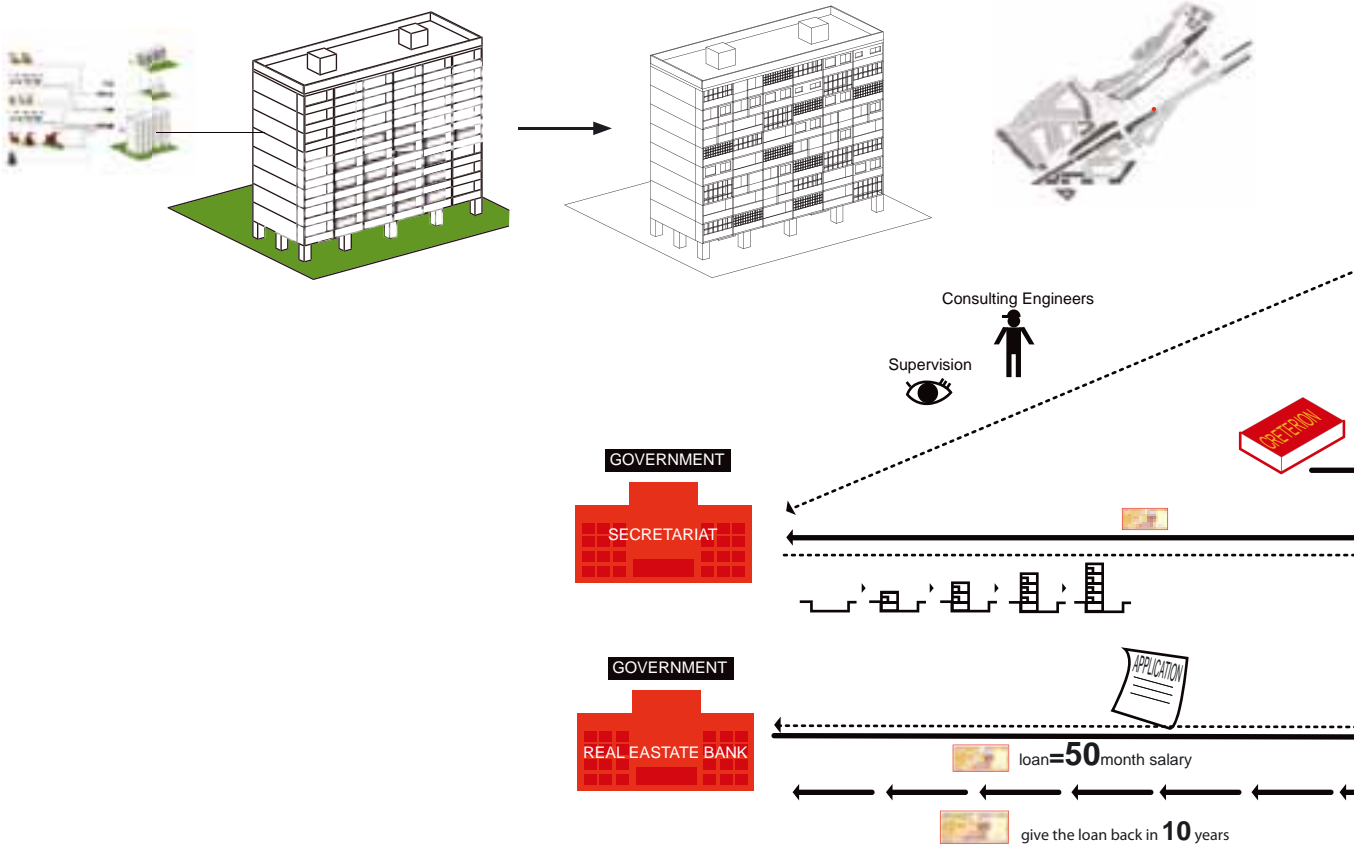 Consulting Engineers
Supervision
CRETERION
GOVERNMENT
SECRETARIAT
GOVERNMENT
APPLICATION
REAL EASTATE BANK
loan=50month salary
give the loan back in 10 years